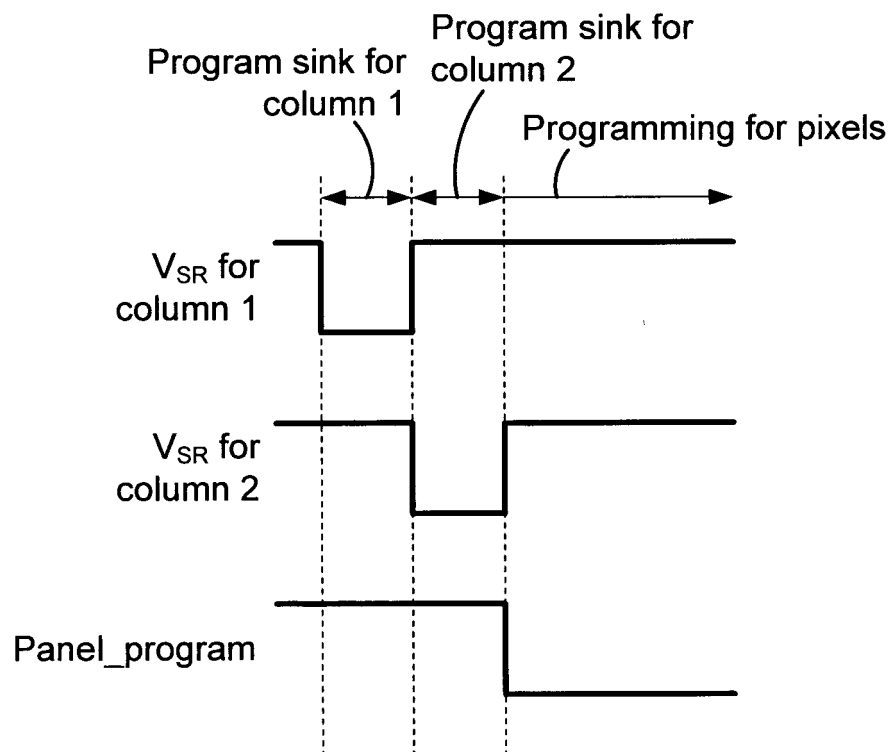 Program sink for
column 1
Program sink for
column 2
Programming for pixels
VSR for
column 1
VSR for
column 2
Panel_program